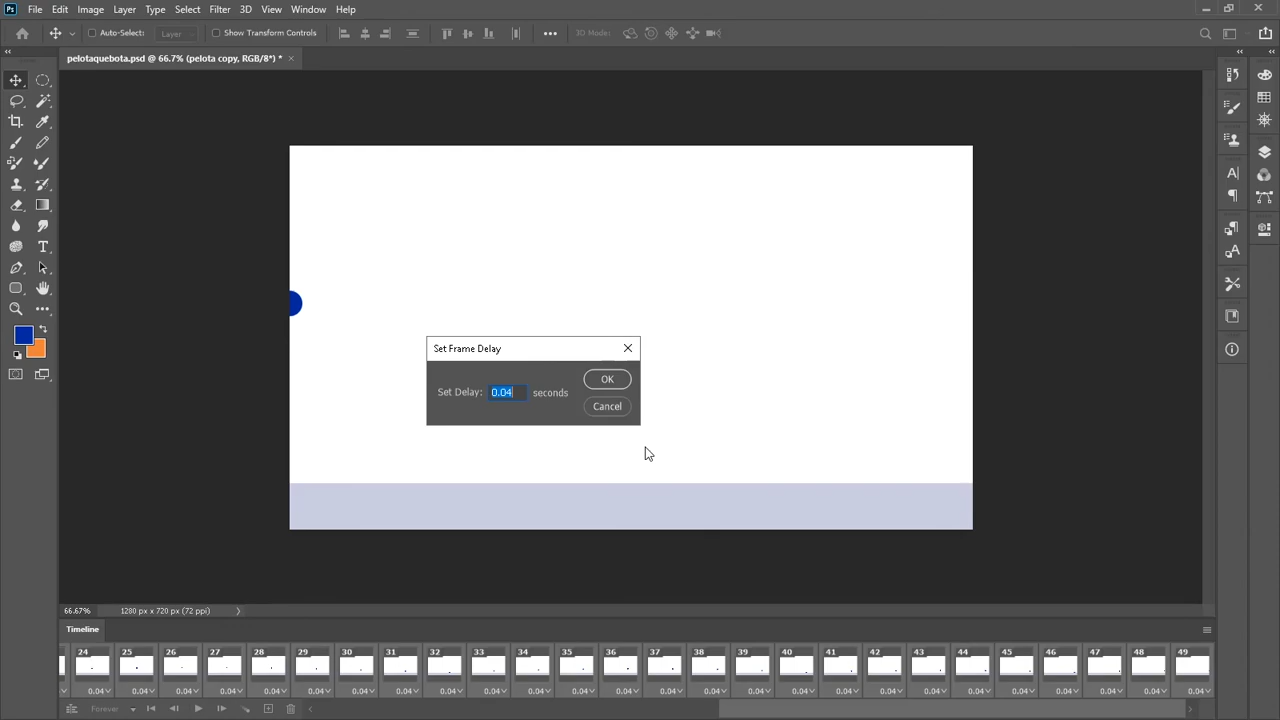 Ps File Edit Image Layer Type Select Filter 3D View Window Help
Auto-Select: Layer Show Transform Controls 3D Mode:
pelotaquebota.psd @ 66.7% (pelota copy, RGB/8*) *
Set Frame Delay
OK
Set Delay: 0.04 seconds
Cancel
66.67% 1280 px x 720 px (72 ppi)
Timeline
24 25 26 27 28 29 30 31 32 33 34 35 36 37 38 39 40 41 42 43 44 45 46 47 48 49
0.04 0.04 0.04 0.04 0.04 0.04 0.04 0.04 0.04 0.04 0.04 0.04 0.04 0.04 0.04 0.04 0.04 0.04 0.04 0.04 0.04 0.04 0.04 0.04 0.04 0.04
Forever